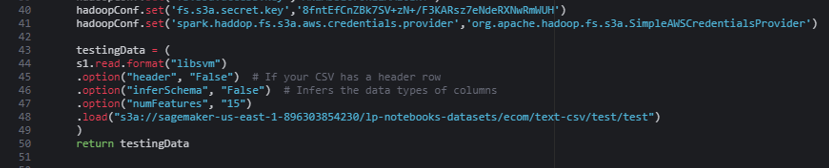 40 hadoopConf.set('fs.s3a.secret.key','8fntEfCnZBk7SV+zN+/F3KARsz7eNdeRXNwRmWUH')
41 hadoopConf.set('spark.haddop.fs.s3a.aws.credentials.provider','org.apache.hadoop.fs.s3a.SimpleAWSCredentialsProvider')
42
43 testingData = (
44 s1.read.format("libsvm")
45 .option("header", "False")  # If your CSV has a header row
46 .option("inferSchema", "False")  # Infers the data types of columns
47 .option("numFeatures", "15")
48 .load("s3a://sagemaker-us-east-1-896303854230/lp-notebooks-datasets/ecom/text-csv/test/test")
49 )
50 return testingData
51